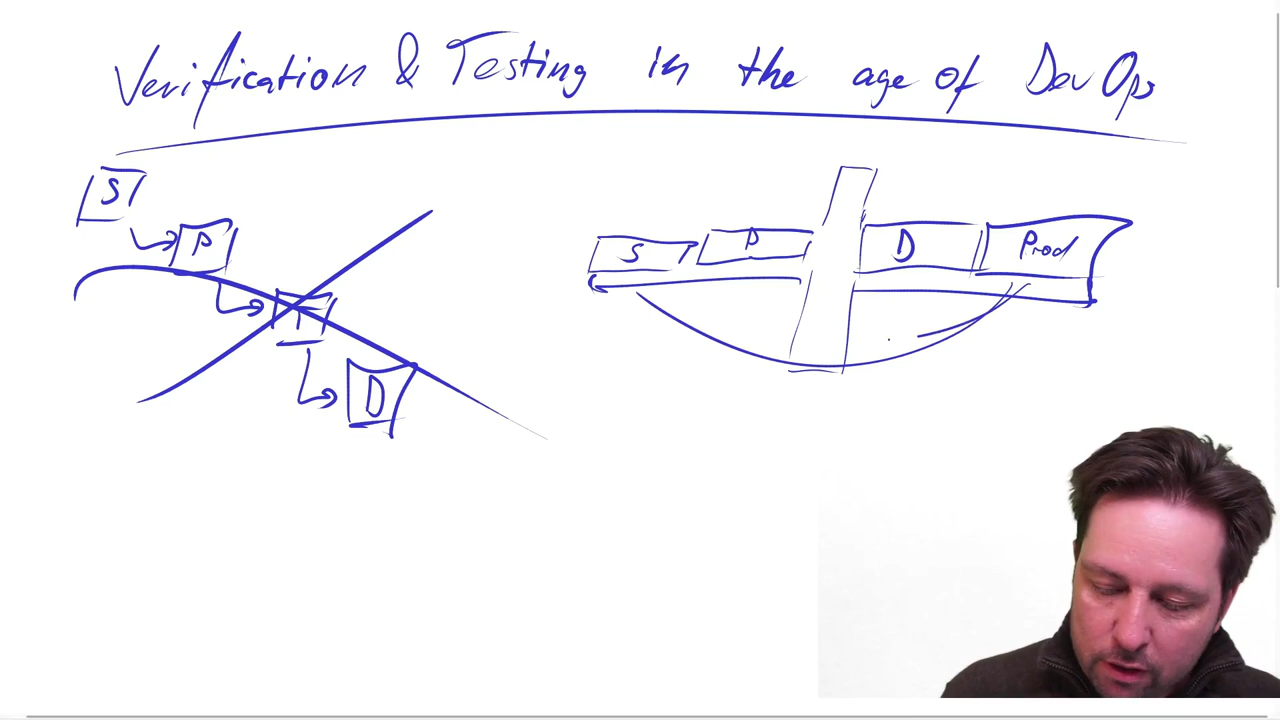 Verification & Testing in the age of DevOps
S
P
T
D
S
P
D
Prod